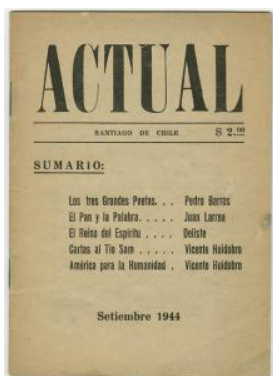 ACTUAL
SANTIAGO DE CHILE $ 2.00
SUMARIO:
Los tres Grandes Poetas. . . Pedro Barros
El Pan y la Palabra. . . . . Juan Larrea
El Reino del Espíritu . . . . Deliste
Cartas al Tío Sam . . . . . Vicente Huidobro
América para la Humanidad . Vicente Huidobro
Setiembre 1944